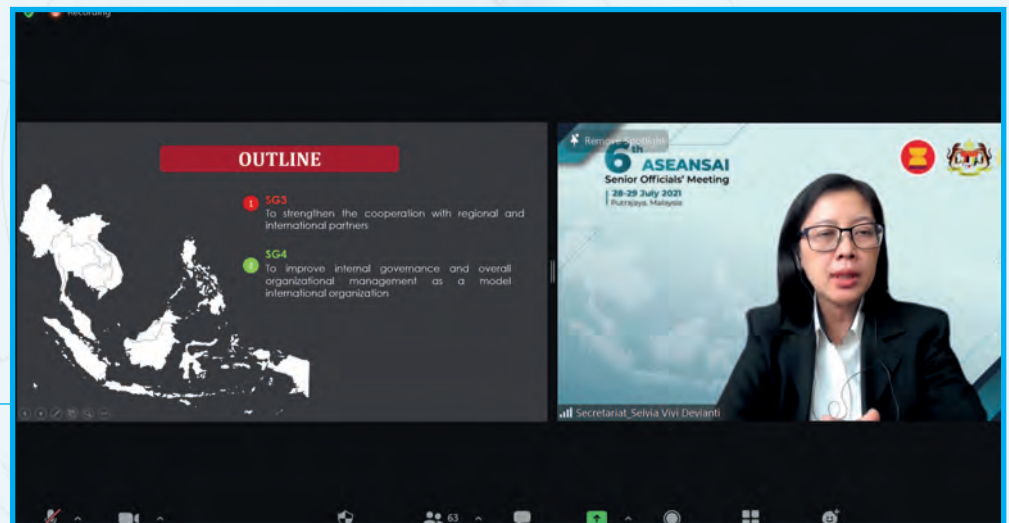 Recording
OUTLINE
1 SG3
To strengthen the cooperation with regional and
international partners
SG4
2 To improve internal governance and overall
organizational management as a model
international organization
Remove Spotlight
6th ASEANSAI
Senior Officials' Meeting
28-29 July 2021
Putrajaya, Malaysia
Secretariat_Selvia Vivi Devianti
63